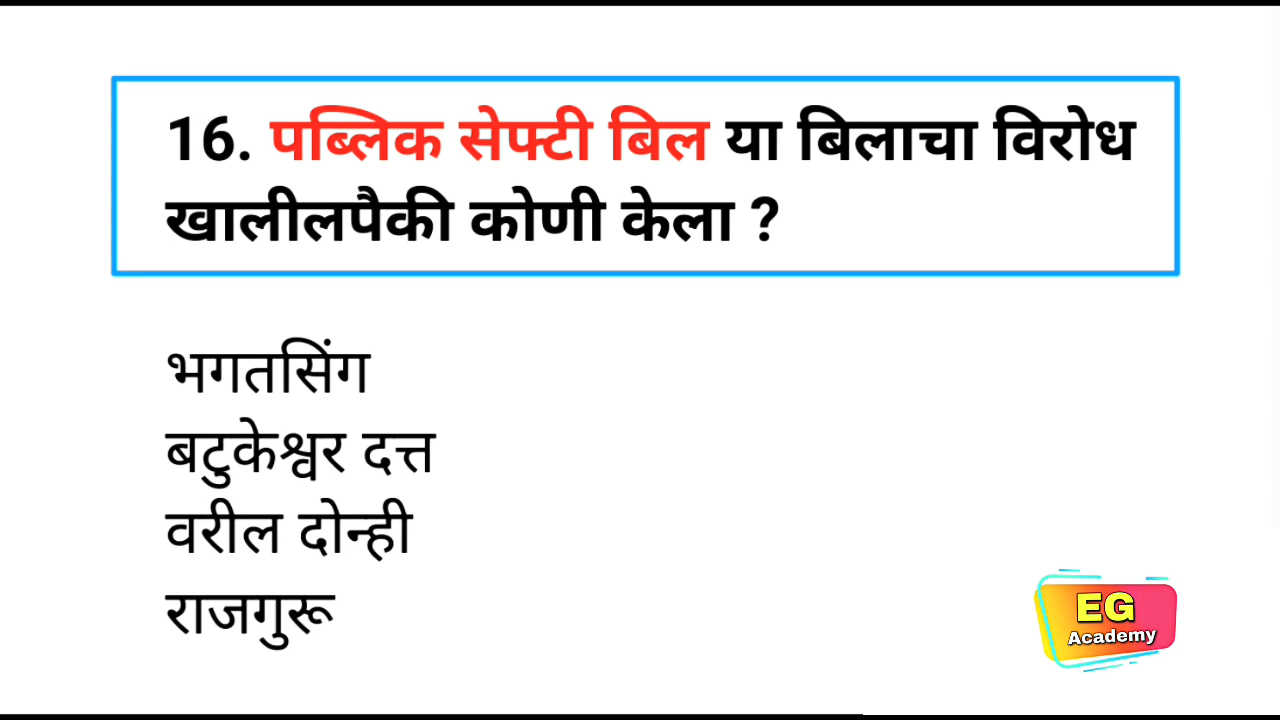 16. पब्लिक सेफ्टी बिल या बिलाचा विरोध
खालीलपैकी कोणी केला ?
भगतसिंग
बटुकेश्वर दत्त
वरील दोन्ही
राजगुरू
EG
Academy